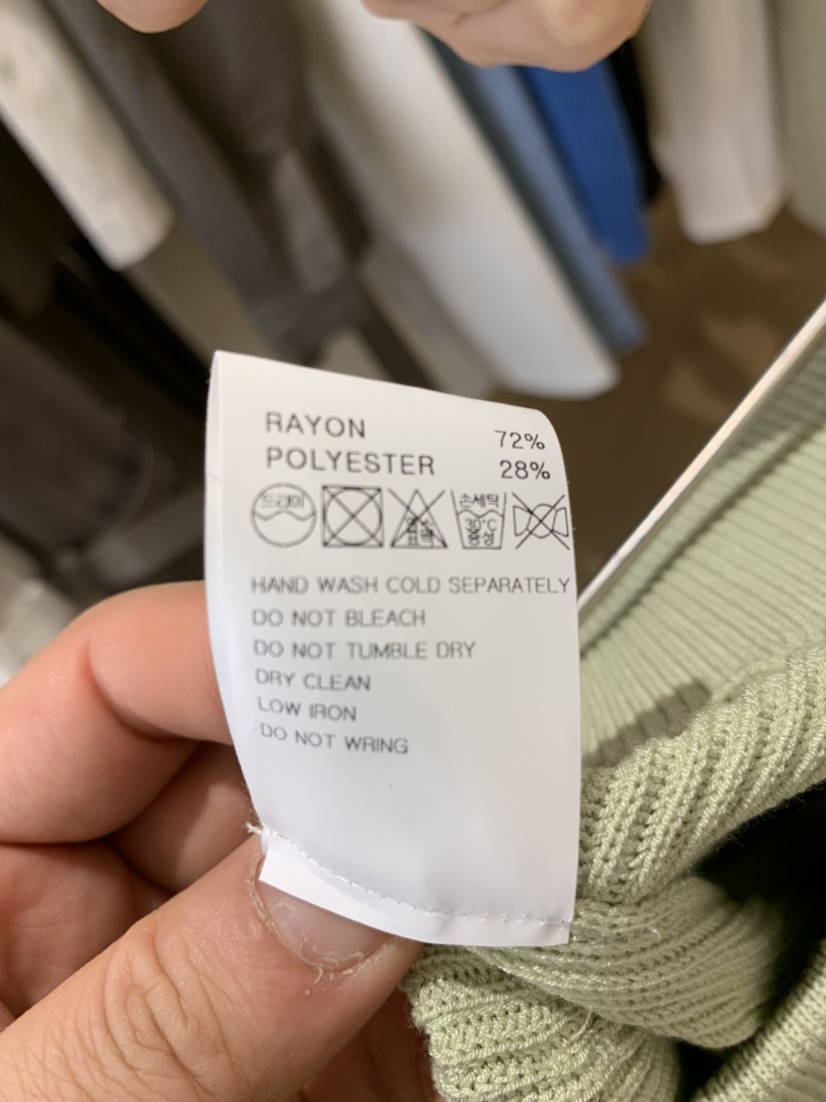 RAYON 72%
POLYESTER 28%
드라이
손세탁
30°C
중성
HAND WASH COLD SEPARATELY
DO NOT BLEACH
DO NOT TUMBLE DRY
DRY CLEAN
LOW IRON
DO NOT WRING